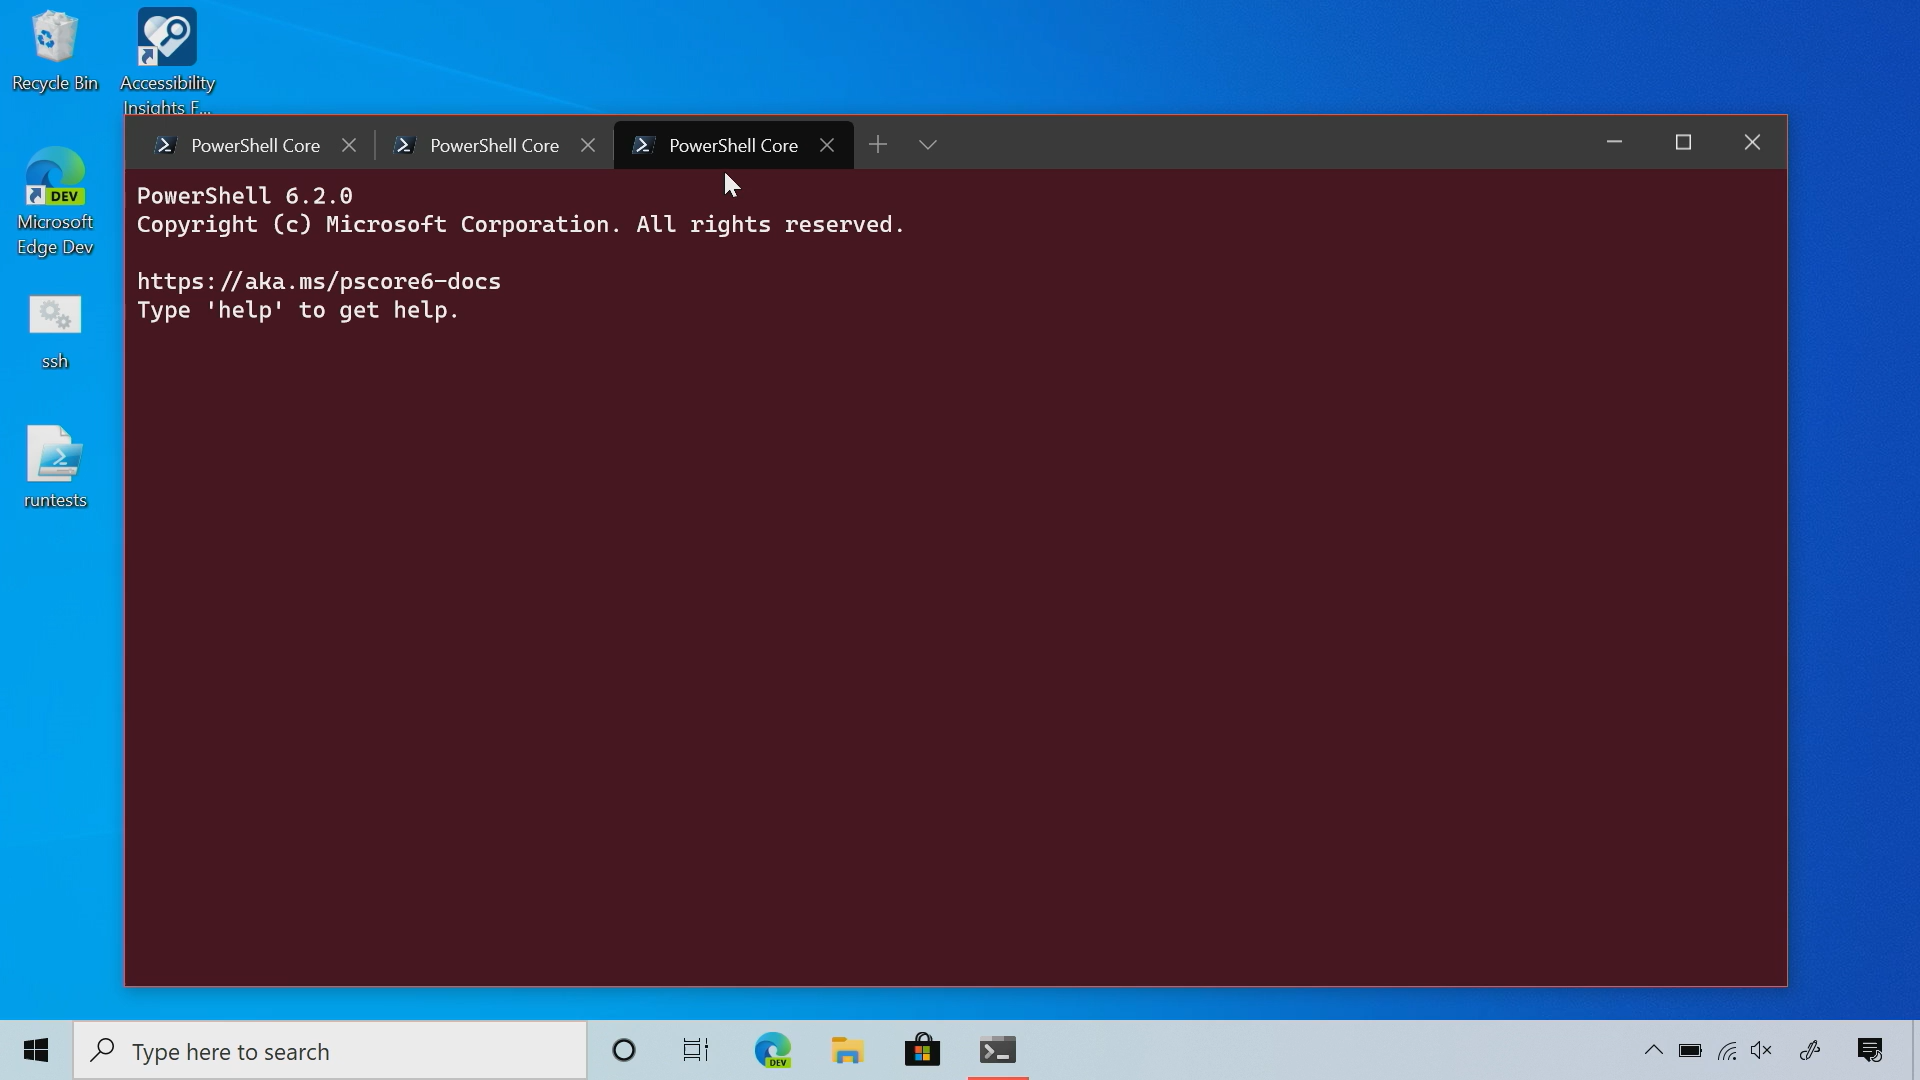 Recycle Bin
Accessibility
Insights F...
Microsoft
Edge Dev
DEV
ssh
runtests
PowerShell Core
PowerShell Core
PowerShell Core
PowerShell 6.2.0
Copyright (c) Microsoft Corporation. All rights reserved.
https://aka.ms/pscore6-docs
Type 'help' to get help.
Type here to search
DEV